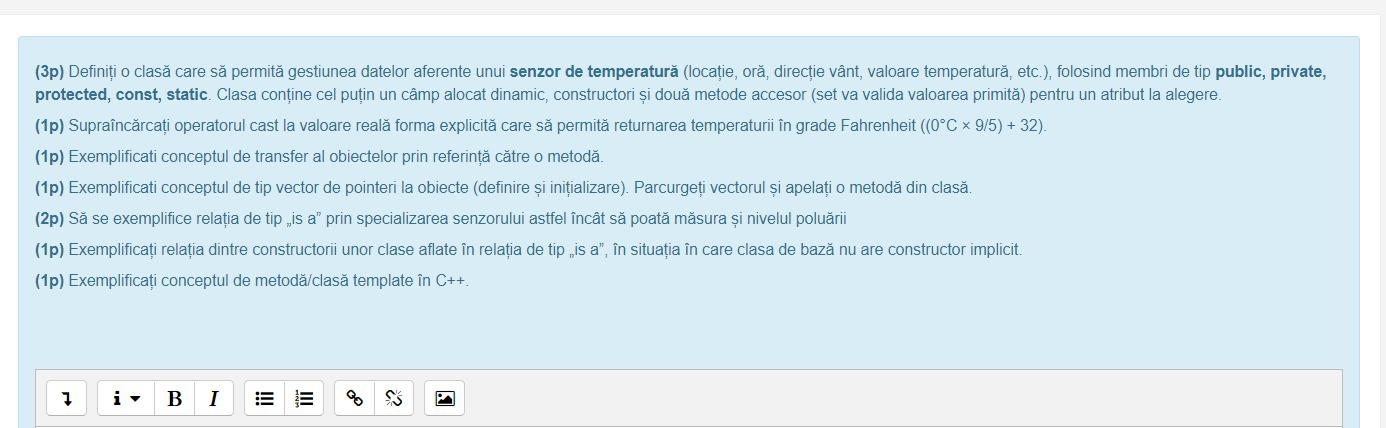 (3p) Definiți o clasă care să permită gestiunea datelor aferente unui senzor de temperatură (locație, oră, direcție vânt, valoare temperatură, etc.), folosind membri de tip public, private,
protected, const, static. Clasa conține cel puțin un câmp alocat dinamic, constructori și două metode accesor (set va valida valoarea primită) pentru un atribut la alegere.
(1p) Supraîncărcați operatorul cast la valoare reală forma explicită care să permită returnarea temperaturii în grade Fahrenheit ((0°C × 9/5) + 32).
(1p) Exemplificati conceptul de transfer al obiectelor prin referință către o metodă.
(1p) Exemplificati conceptul de tip vector de pointeri la obiecte (definire și inițializare). Parcurgeți vectorul și apelați o metodă din clasă.
(2p) Să se exemplifice relația de tip „is a” prin specializarea senzorului astfel încât să poată măsura și nivelul poluării
(1p) Exemplificați relația dintre constructorii unor clase aflate în relația de tip „is a”, în situația în care clasa de bază nu are constructor implicit.
(1p) Exemplificați conceptul de metodă/clasă template în C++.
i B I